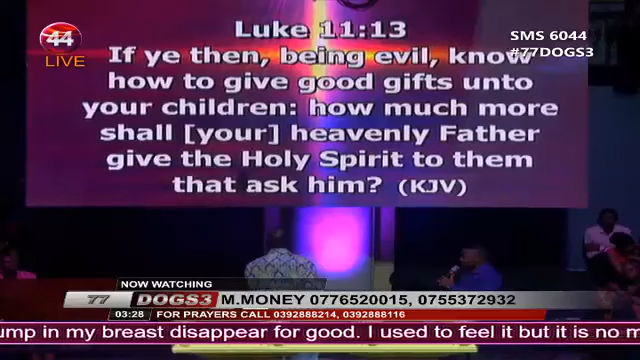 44
LIVE
SMS 6044
#77DOGS3
Luke 11:13
If ye then, being evil, know
how to give good gifts unto
your children: how much more
shall [your] heavenly Father
give the Holy Spirit to them
that ask him? (KJV)
NOW WATCHING
77 DOGS3 M.MONEY 0776520015, 0755372932
03:28 FOR PRAYERS CALL 0392888214, 0392888116
ump in my breast disappear for good. I used to feel it but it is no m